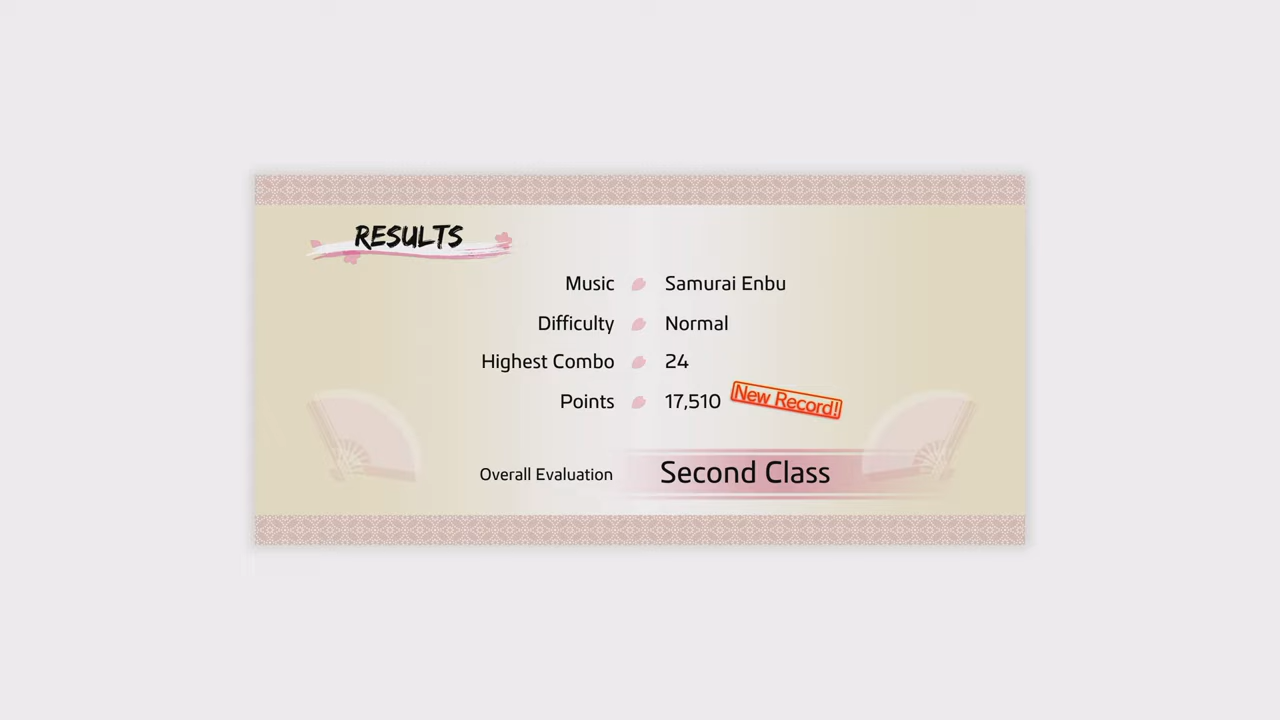 RESULTS
Music Samurai Enbu
Difficulty Normal
Highest Combo 24
Points 17,510 New Record!
Overall Evaluation Second Class